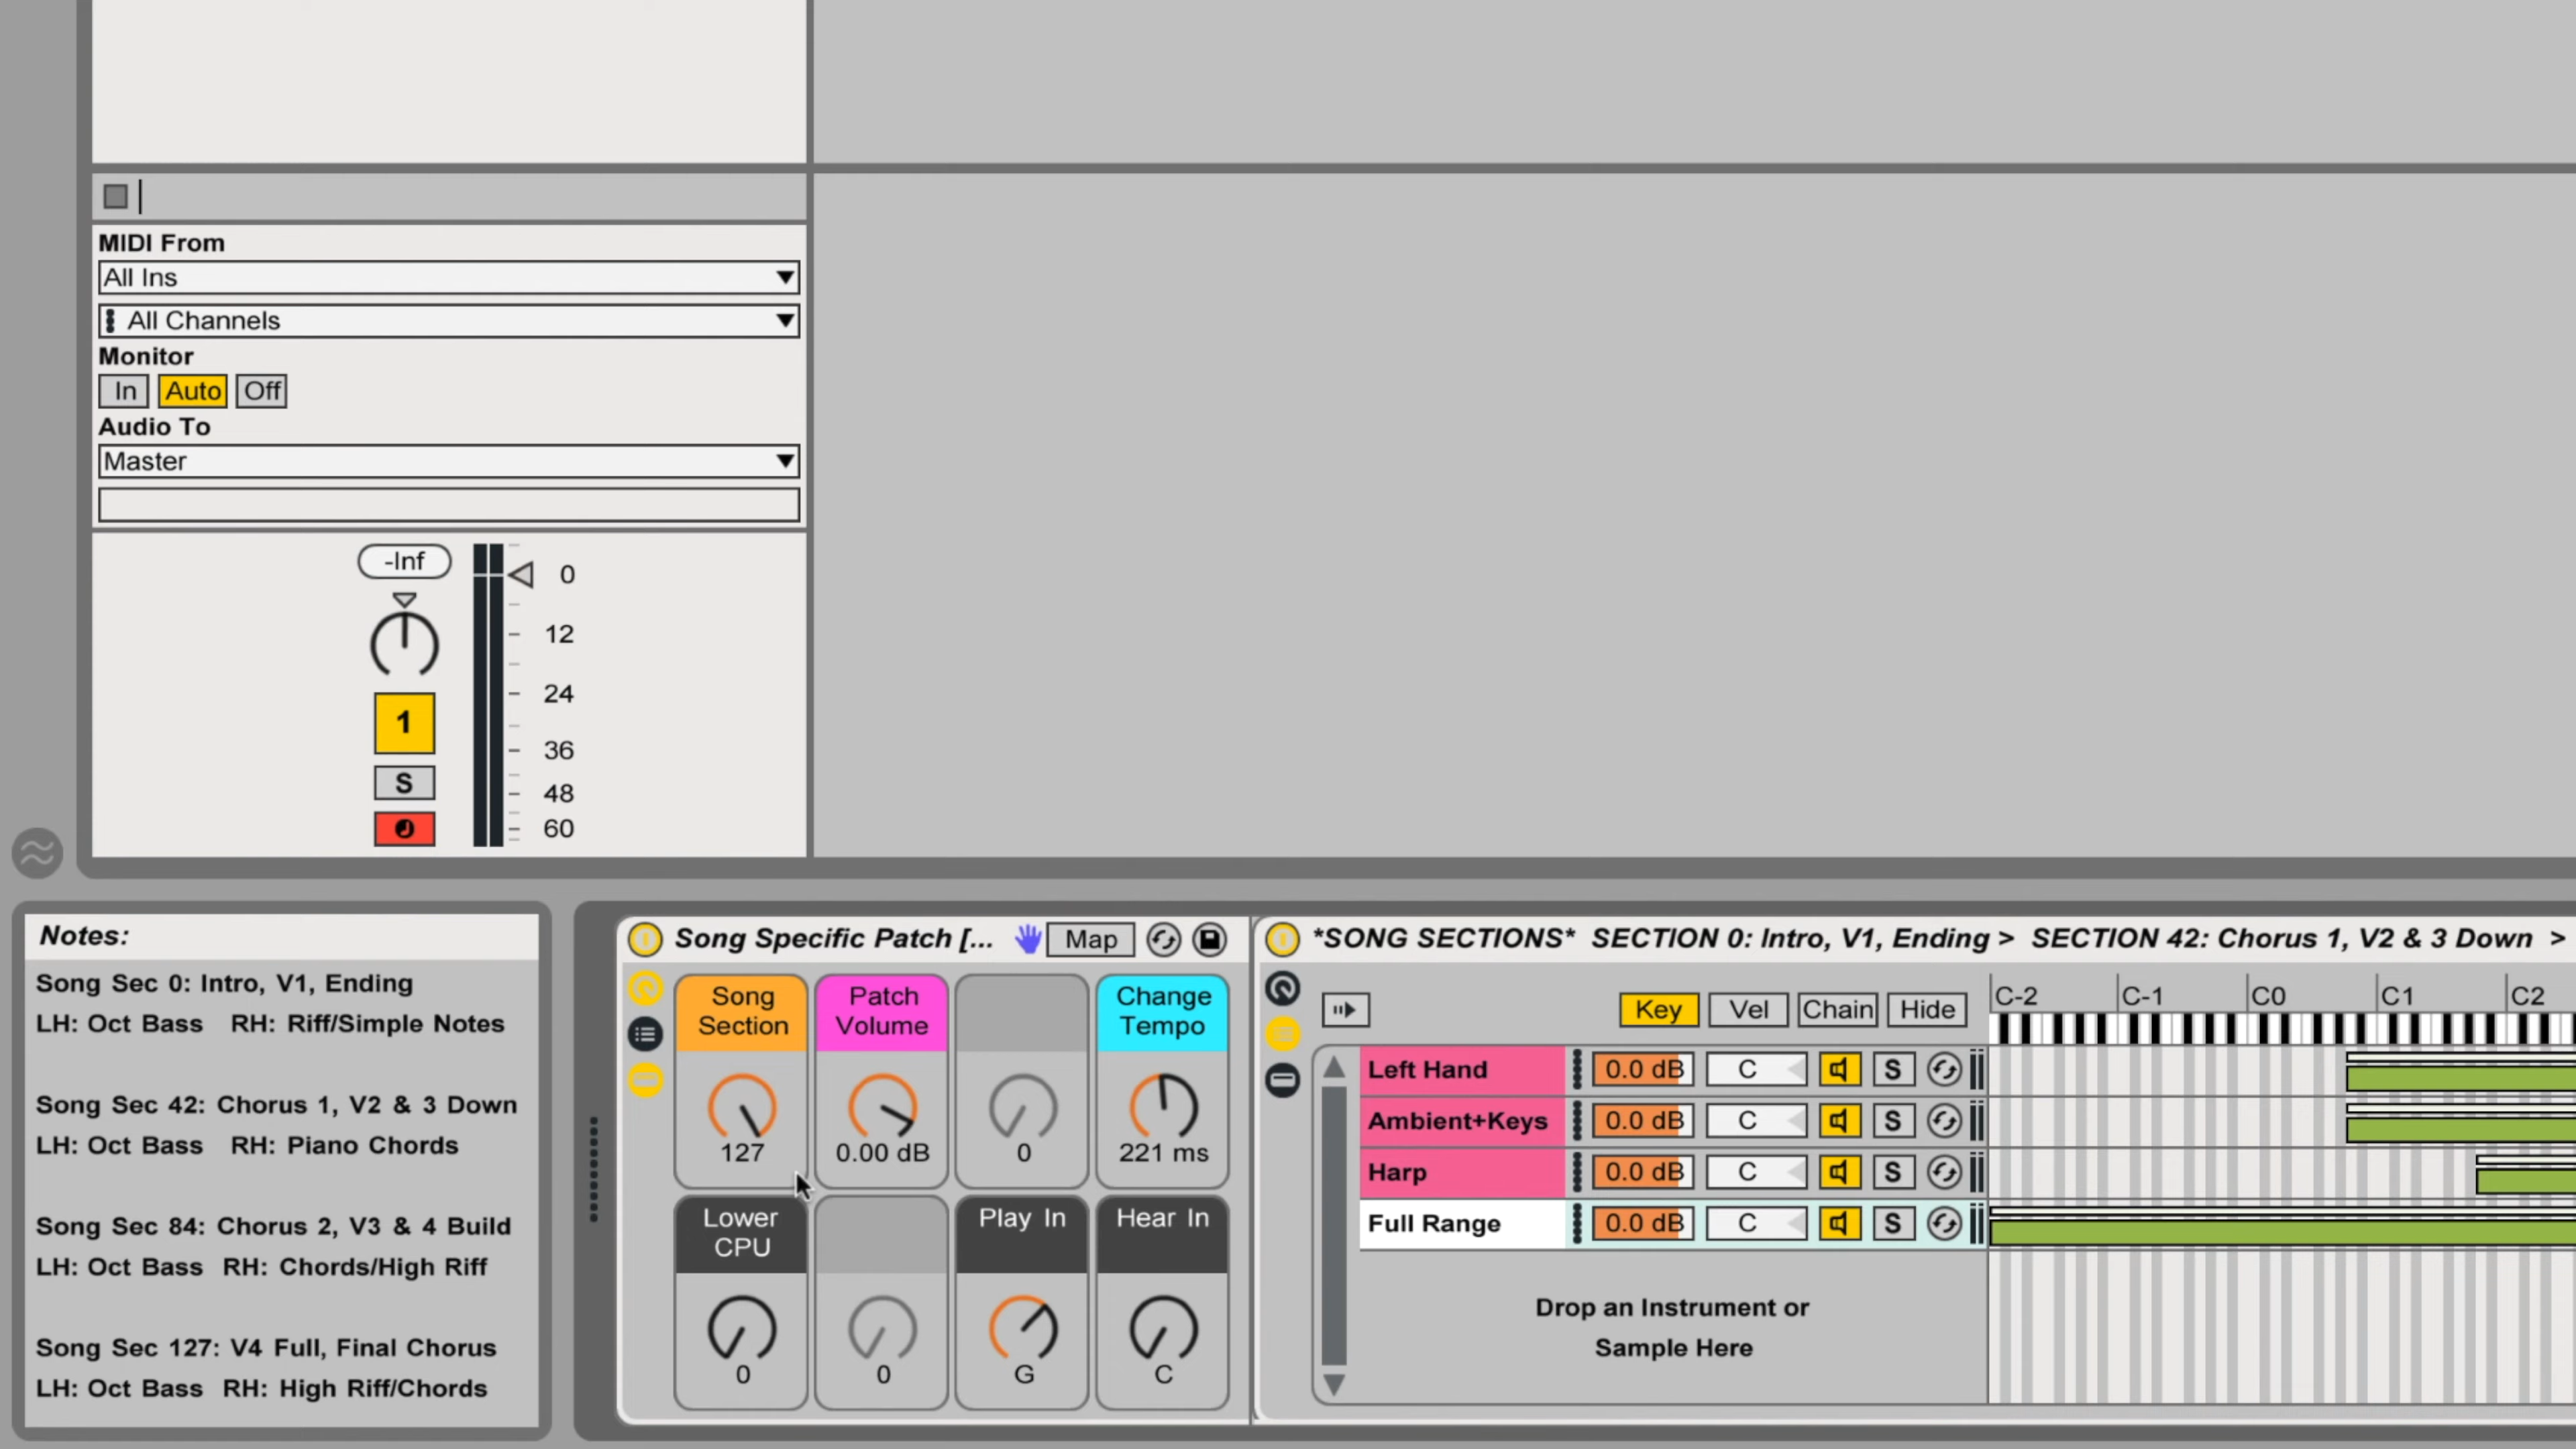 MIDI From
All Ins
All Channels
Monitor
In Auto Off
Audio To
Master
-Inf
0
12
24
36
48
60
1
S
Notes:
Song Sec 0: Intro, V1, Ending
LH: Oct Bass RH: Riff/Simple Notes
Song Sec 42: Chorus 1, V2 & 3 Down
LH: Oct Bass RH: Piano Chords
Song Sec 84: Chorus 2, V3 & 4 Build
LH: Oct Bass RH: Chords/High Riff
Song Sec 127: V4 Full, Final Chorus
LH: Oct Bass RH: High Riff/Chords
Song Specific Patch [... Map
Song
Section
127
Patch
Volume
0.00 dB
0
Change
Tempo
221 ms
Lower
CPU
0
0
Play In
G
Hear In
C
*SONG SECTIONS* SECTION 0: Intro, V1, Ending > SECTION 42: Chorus 1, V2 & 3 Down >
Key Vel Chain Hide
C-2 C-1 C0 C1 C2
Left Hand 0.0 dB C S
Ambient+Keys 0.0 dB C S
Harp 0.0 dB C S
Full Range 0.0 dB C S
Drop an Instrument or
Sample Here